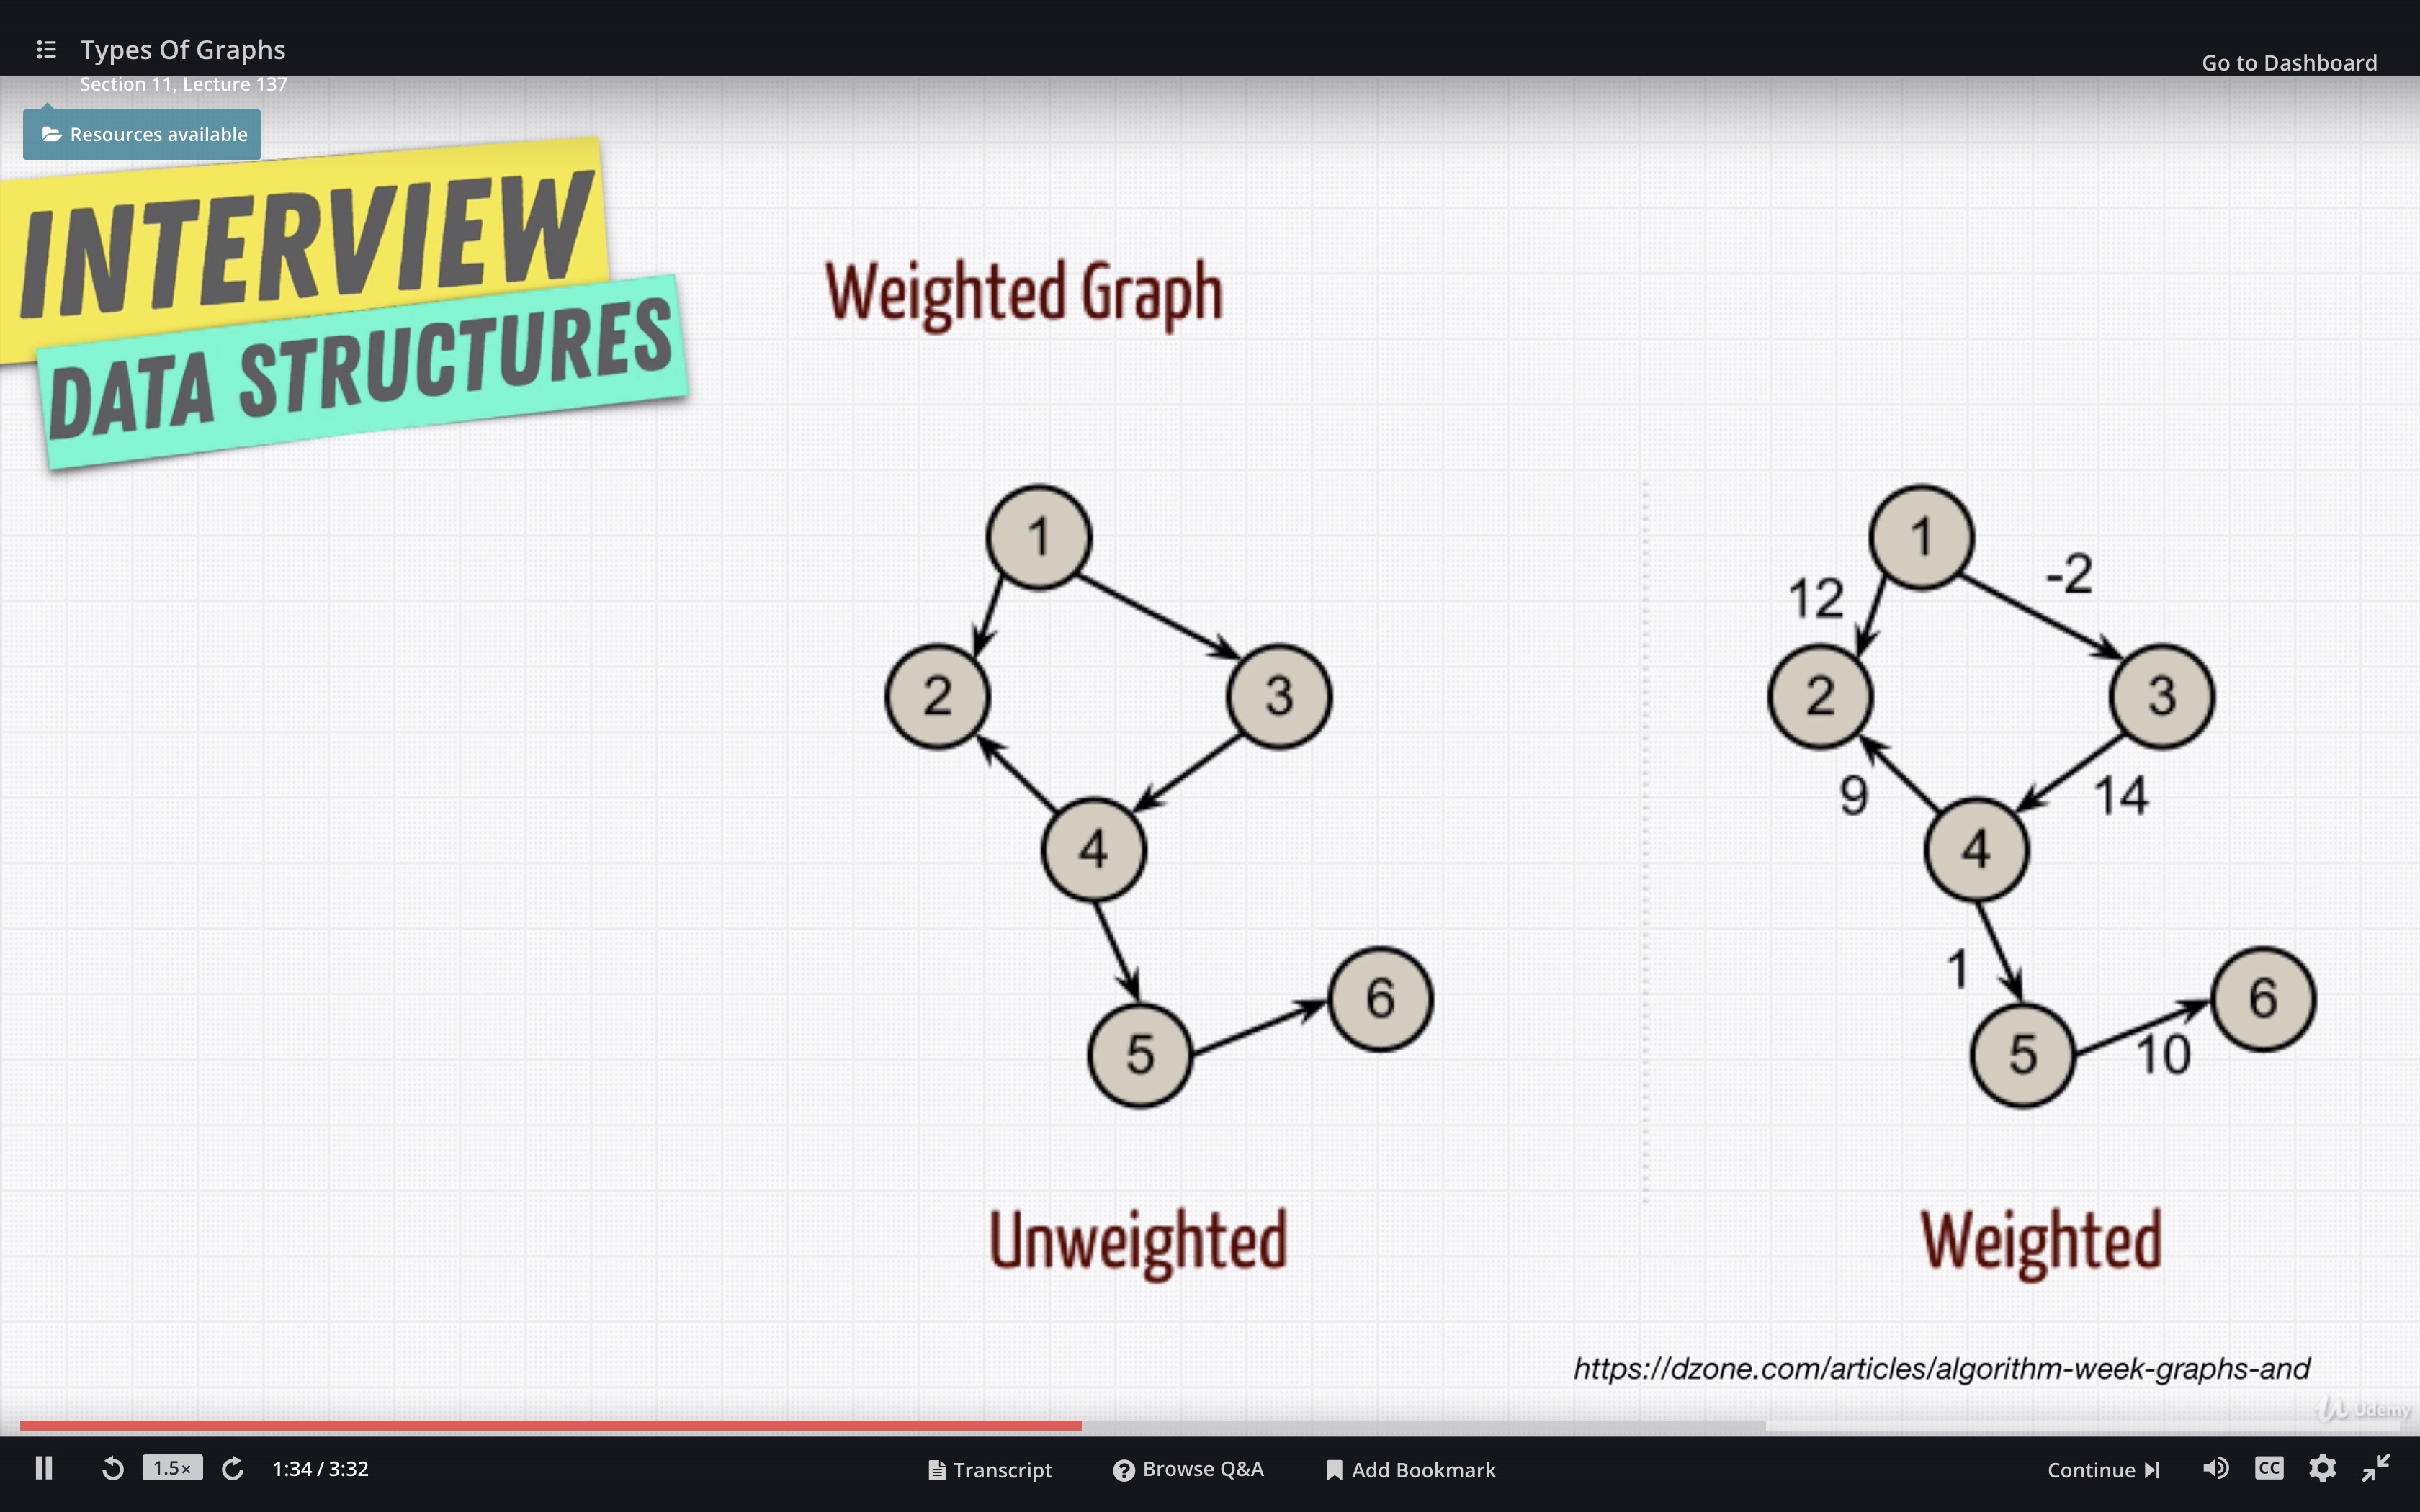 Types Of Graphs
Go to Dashboard
Section 11, Lecture 137
Resources available
INTERVIEW
DATA STRUCTURES
Weighted Graph
1
2
3
4
5
6
1
12
-2
2
3
9
14
4
1
5
6
10
Unweighted
Weighted
https://dzone.com/articles/algorithm-week-graphs-and
Udemy
1.5×
1:34 / 3:32
Transcript
? Browse Q&A
Add Bookmark
Continue
CC